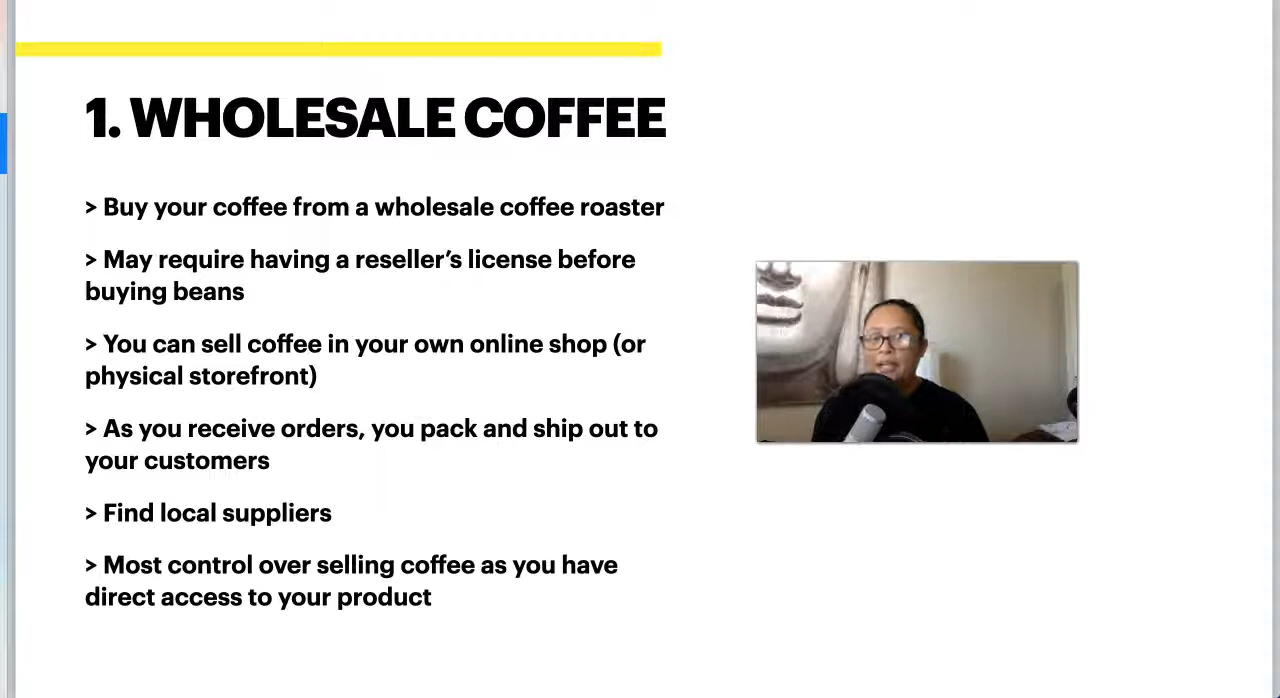 1. WHOLESALE COFFEE
> Buy your coffee from a wholesale coffee roaster
> May require having a reseller’s license before
buying beans
> You can sell coffee in your own online shop (or
physical storefront)
> As you receive orders, you pack and ship out to
your customers
> Find local suppliers
> Most control over selling coffee as you have
direct access to your product